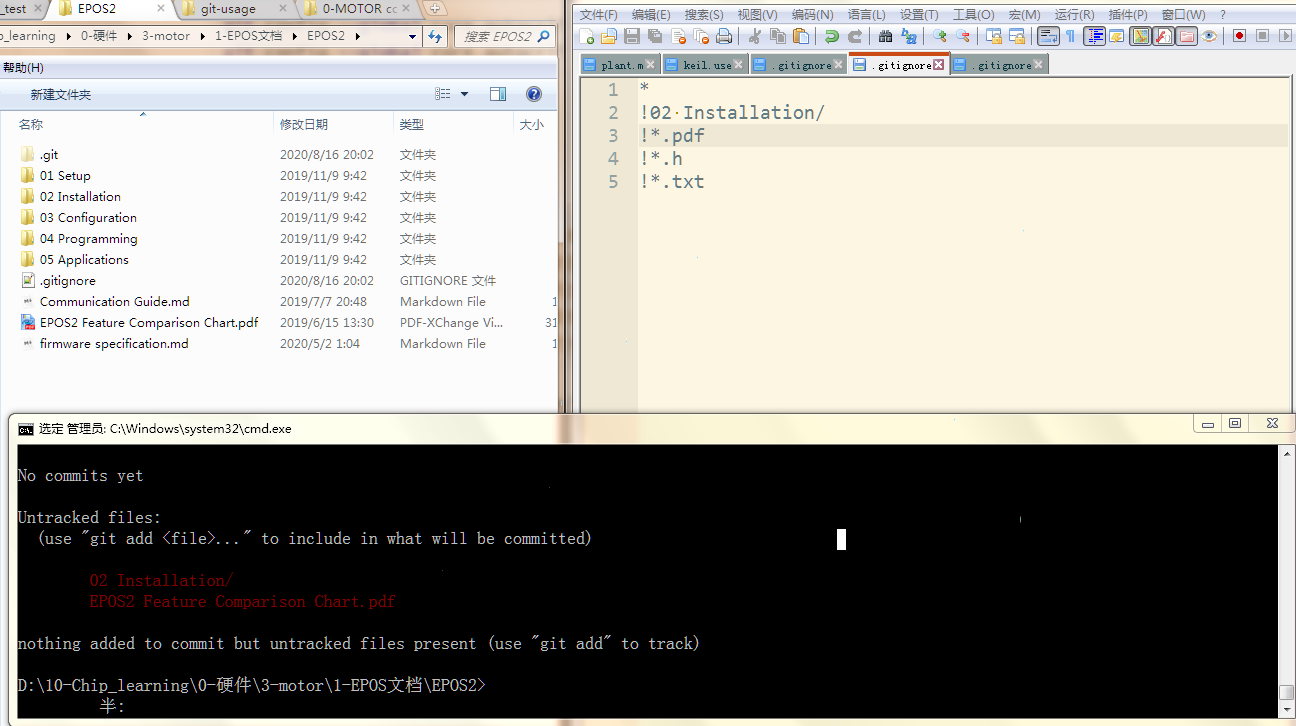 _test
EPOS2
git-usage
0-MOTOR co
p_learning
0-硬件
3-motor
1-EPOS文档
EPOS2
搜索 EPOS2
帮助(H)
新建文件夹
名称 修改日期 类型 大小
.git 2020/8/16 20:02 文件夹
01 Setup 2019/11/9 9:42 文件夹
02 Installation 2019/11/9 9:42 文件夹
03 Configuration 2019/11/9 9:42 文件夹
04 Programming 2019/11/9 9:42 文件夹
05 Applications 2019/11/9 9:42 文件夹
.gitignore 2020/8/16 20:02 GITIGNORE 文件
Communication Guide.md 2019/7/7 20:48 Markdown File 1
EPOS2 Feature Comparison Chart.pdf 2019/6/15 13:30 PDF-XChange Vi... 31
firmware specification.md 2020/5/2 1:04 Markdown File 1
文件(F) 编辑(E) 搜索(S) 视图(V) 编码(N) 语言(L) 设置(T) 工具(O) 宏(M) 运行(R) 插件(P) 窗口(W) ?
plant.m
keil.use
.gitignore
.gitignore
.gitignore
1 *
2 !02 Installation/
3 !*.pdf
4 !*.h
5 !*.txt
选定 管理员: C:\Windows\system32\cmd.exe
No commits yet
Untracked files:
(use "git add <file>..." to include in what will be committed)
02 Installation/
EPOS2 Feature Comparison Chart.pdf
nothing added to commit but untracked files present (use "git add" to track)
D:\10-Chip_learning\0-硬件\3-motor\1-EPOS文档\EPOS2>
半: